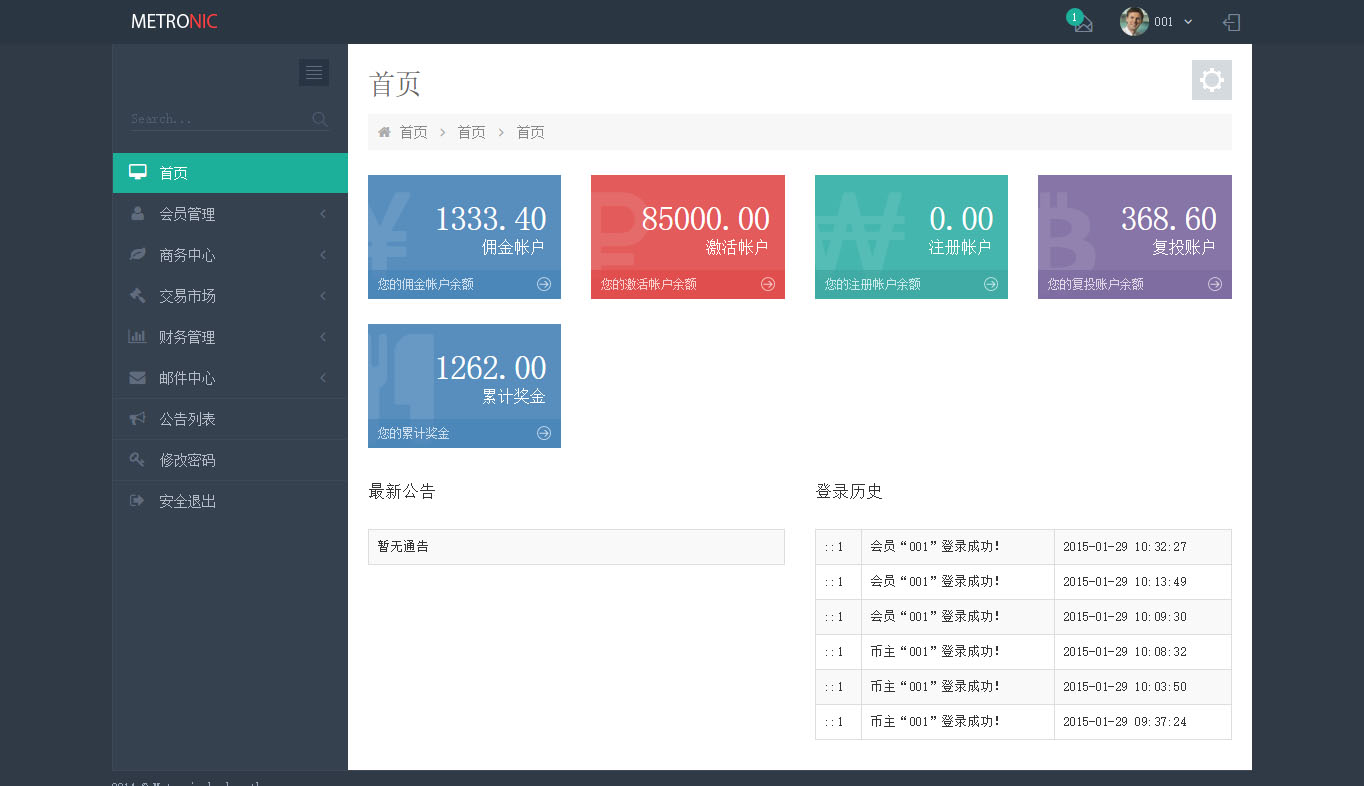 METRONIC
1
001
Search...
首页
会员管理
商务中心
交易市场
财务管理
邮件中心
公告列表
修改密码
安全退出
首页
首页 首页 首页
1333.40
佣金帐户
您的佣金帐户余额
85000.00
激活帐户
您的激活帐户余额
0.00
注册帐户
您的注册帐户余额
368.60
复投账户
您的复投账户余额
1262.00
累计奖金
您的累计奖金
最新公告
暂无通告
登录历史
::1 会员“001”登录成功! 2015-01-29 10:32:27
::1 会员“001”登录成功! 2015-01-29 10:13:49
::1 会员“001”登录成功! 2015-01-29 10:09:30
::1 币主“001”登录成功! 2015-01-29 10:08:32
::1 币主“001”登录成功! 2015-01-29 10:03:50
::1 币主“001”登录成功! 2015-01-29 09:37:24